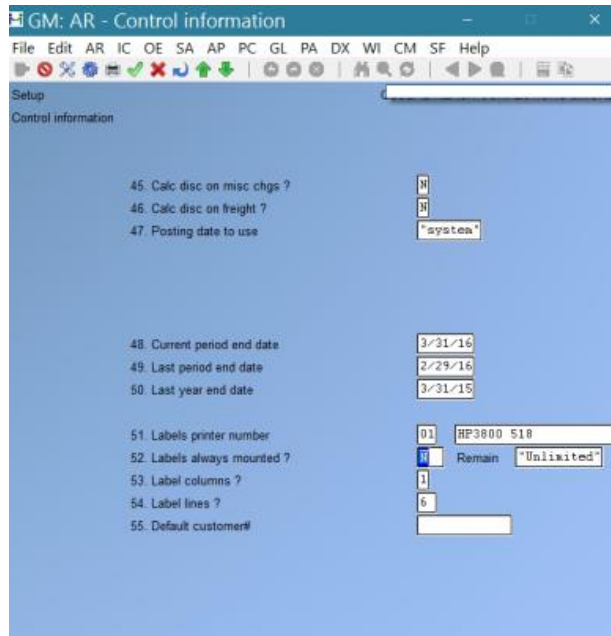 GM: AR - Control information
File Edit AR IC OE SA AP PC GL PA DX WI CM SF Help
Setup
Control information
45. Calc disc on misc chgs ? N
46. Calc disc on freight ? N
47. Posting date to use "system"
48. Current period end date 3/31/16
49. Last period end date 2/29/16
50. Last year end date 3/31/15
51. Labels printer number 01 HP3800 518
52. Labels always mounted ? N Remain "Unlimited"
53. Label columns ? 1
54. Label lines ? 6
55. Default customer#